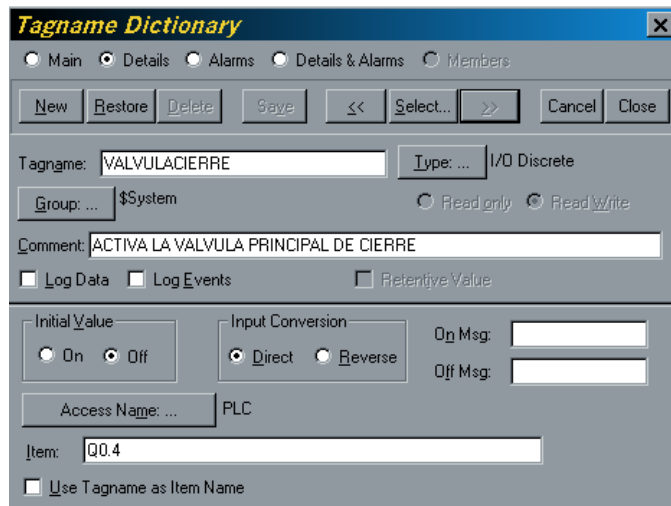 Tagname Dictionary
Main Details Alarms Details & Alarms Members
New Restore Delete Save << Select... >> Cancel Close
Tagname: VALVULACIERRE Type: ... I/O Discrete
Group: ... $System Read only Read Write
Comment: ACTIVA LA VALVULA PRINCIPAL DE CIERRE
Log Data Log Events Retentive Value
Initial Value Input Conversion On Msg:
On Off Direct Reverse Off Msg:
Access Name: ... PLC
Item: Q0.4
Use Tagname as Item Name